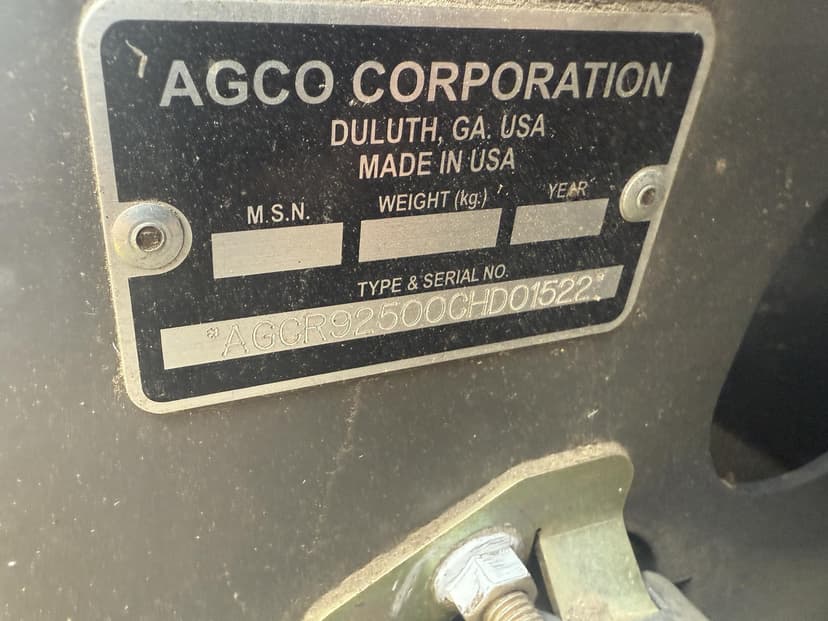 AGCO CORPORATION
DULUTH, GA. USA
MADE IN USA
M.S.N. WEIGHT (kg.) YEAR
TYPE & SERIAL NO.
*AGCR92500CHD01522*